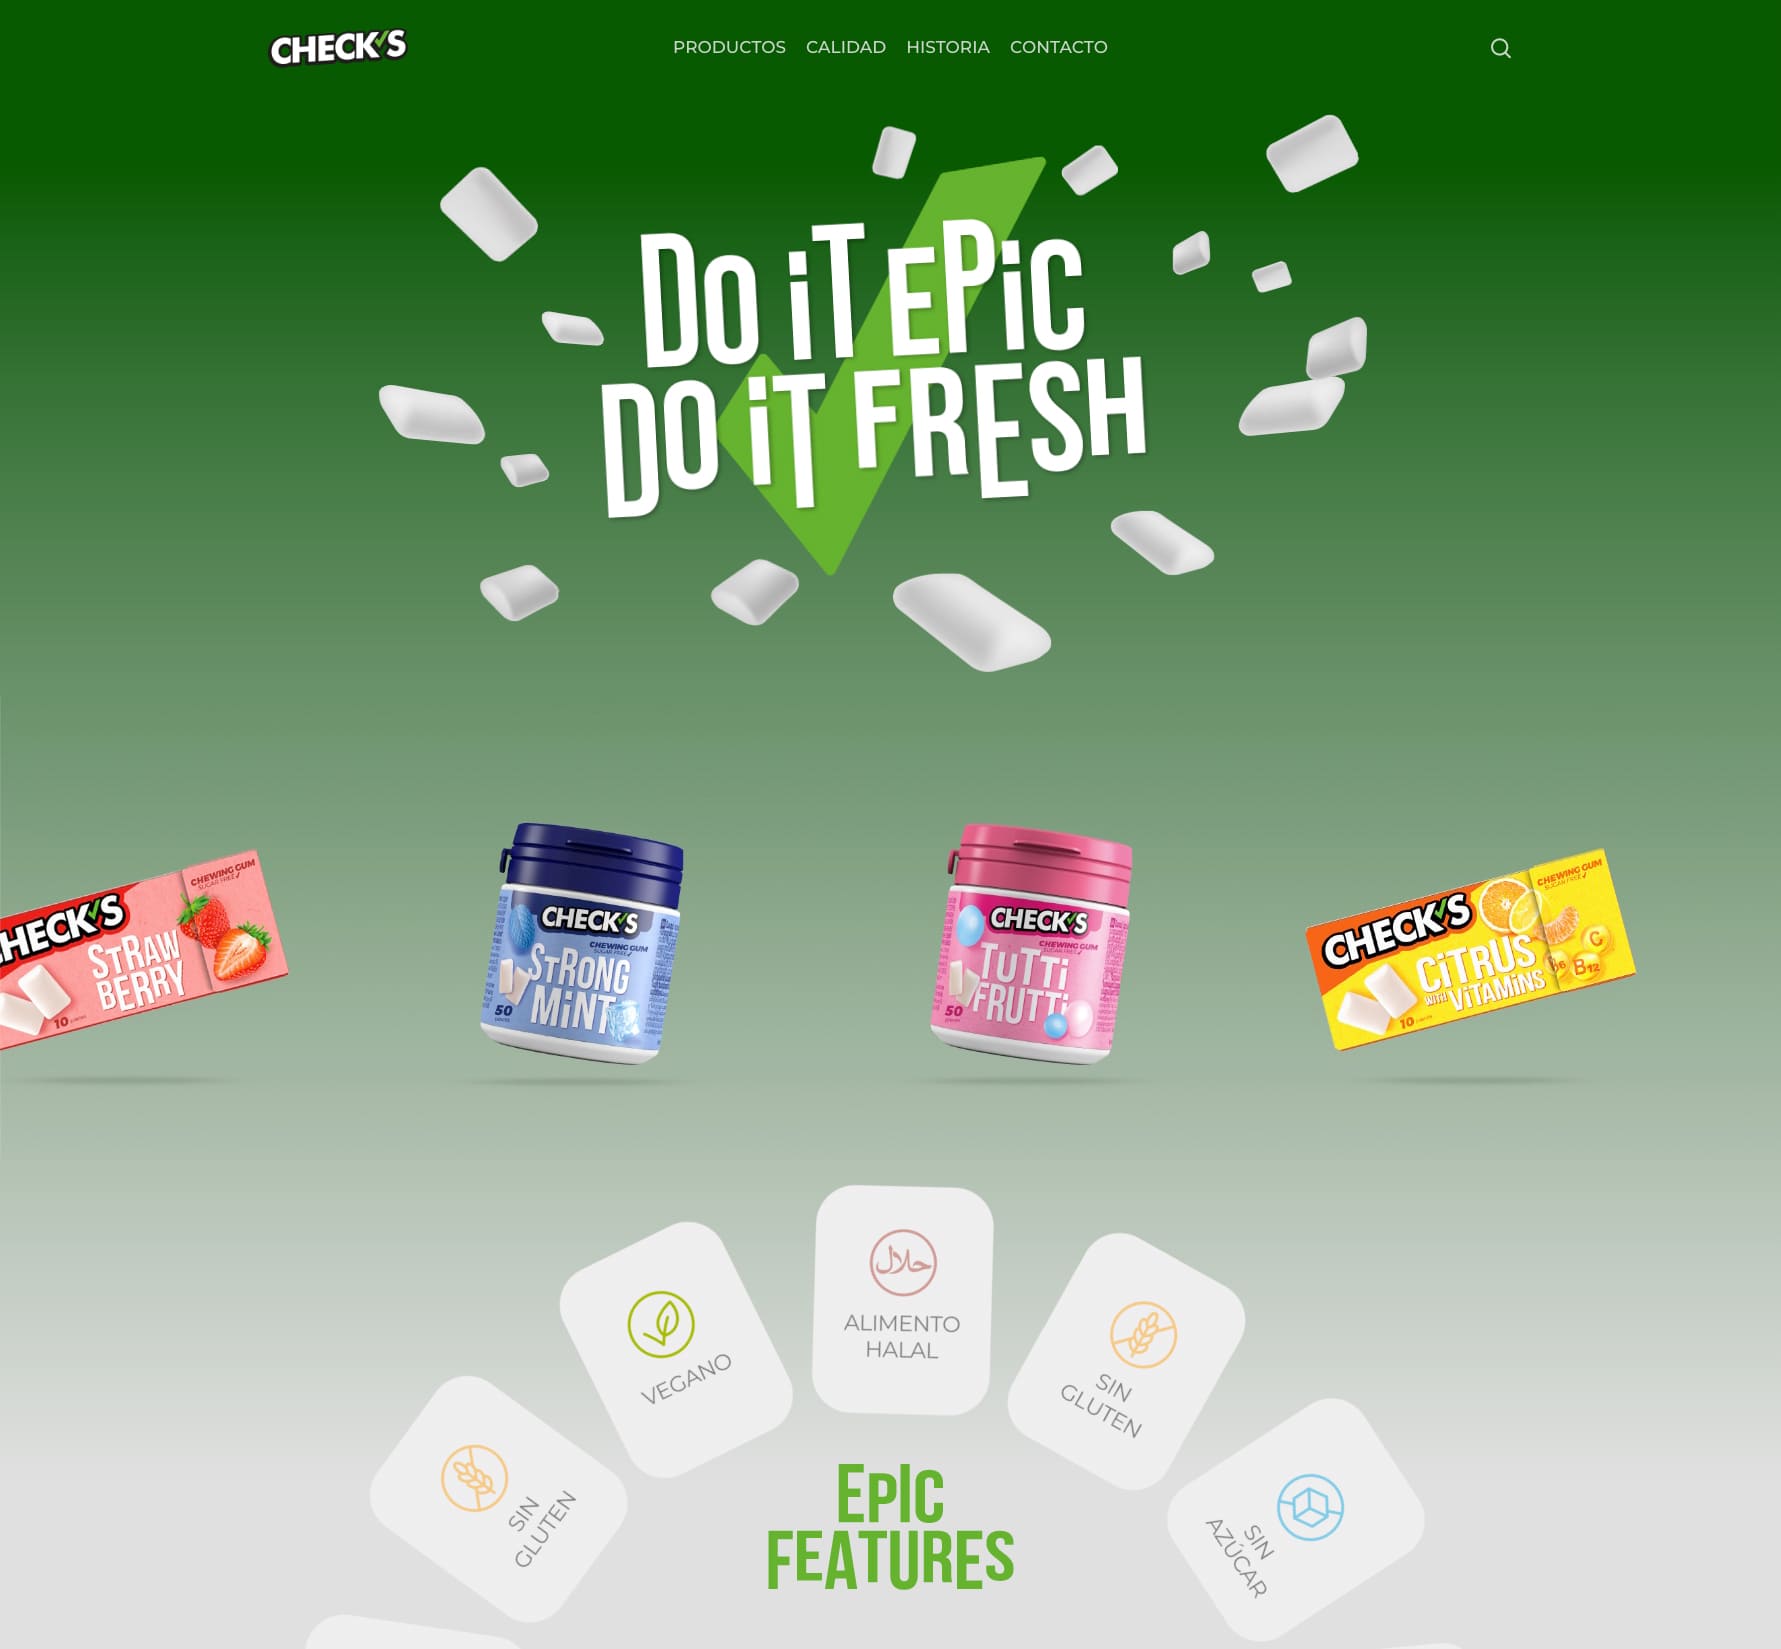 CHECK'S
PRODUCTOS CALIDAD HISTORIA CONTACTO
DO iT EPiC
DO iT FRESH
CHEWING GUM
SUGAR FREE
HECK'S
STRAW
BERRY
10
CHECK'S
CHEWING GUM
SUGAR FREE
STRONG
MiNT
50
CHECK'S
CHEWING GUM
SUGAR FREE
TUTTi
FRUTTi
50
CHEWING GUM
SUGAR FREE
CHECK'S
CiTRUS
WITH ViTAMiNS
C
B6 B12
10
حلال
ALIMENTO
HALAL
VEGANO
SIN
GLUTEN
SIN
GLUTEN
SIN
AZÚCAR
EPIC
FEATURES